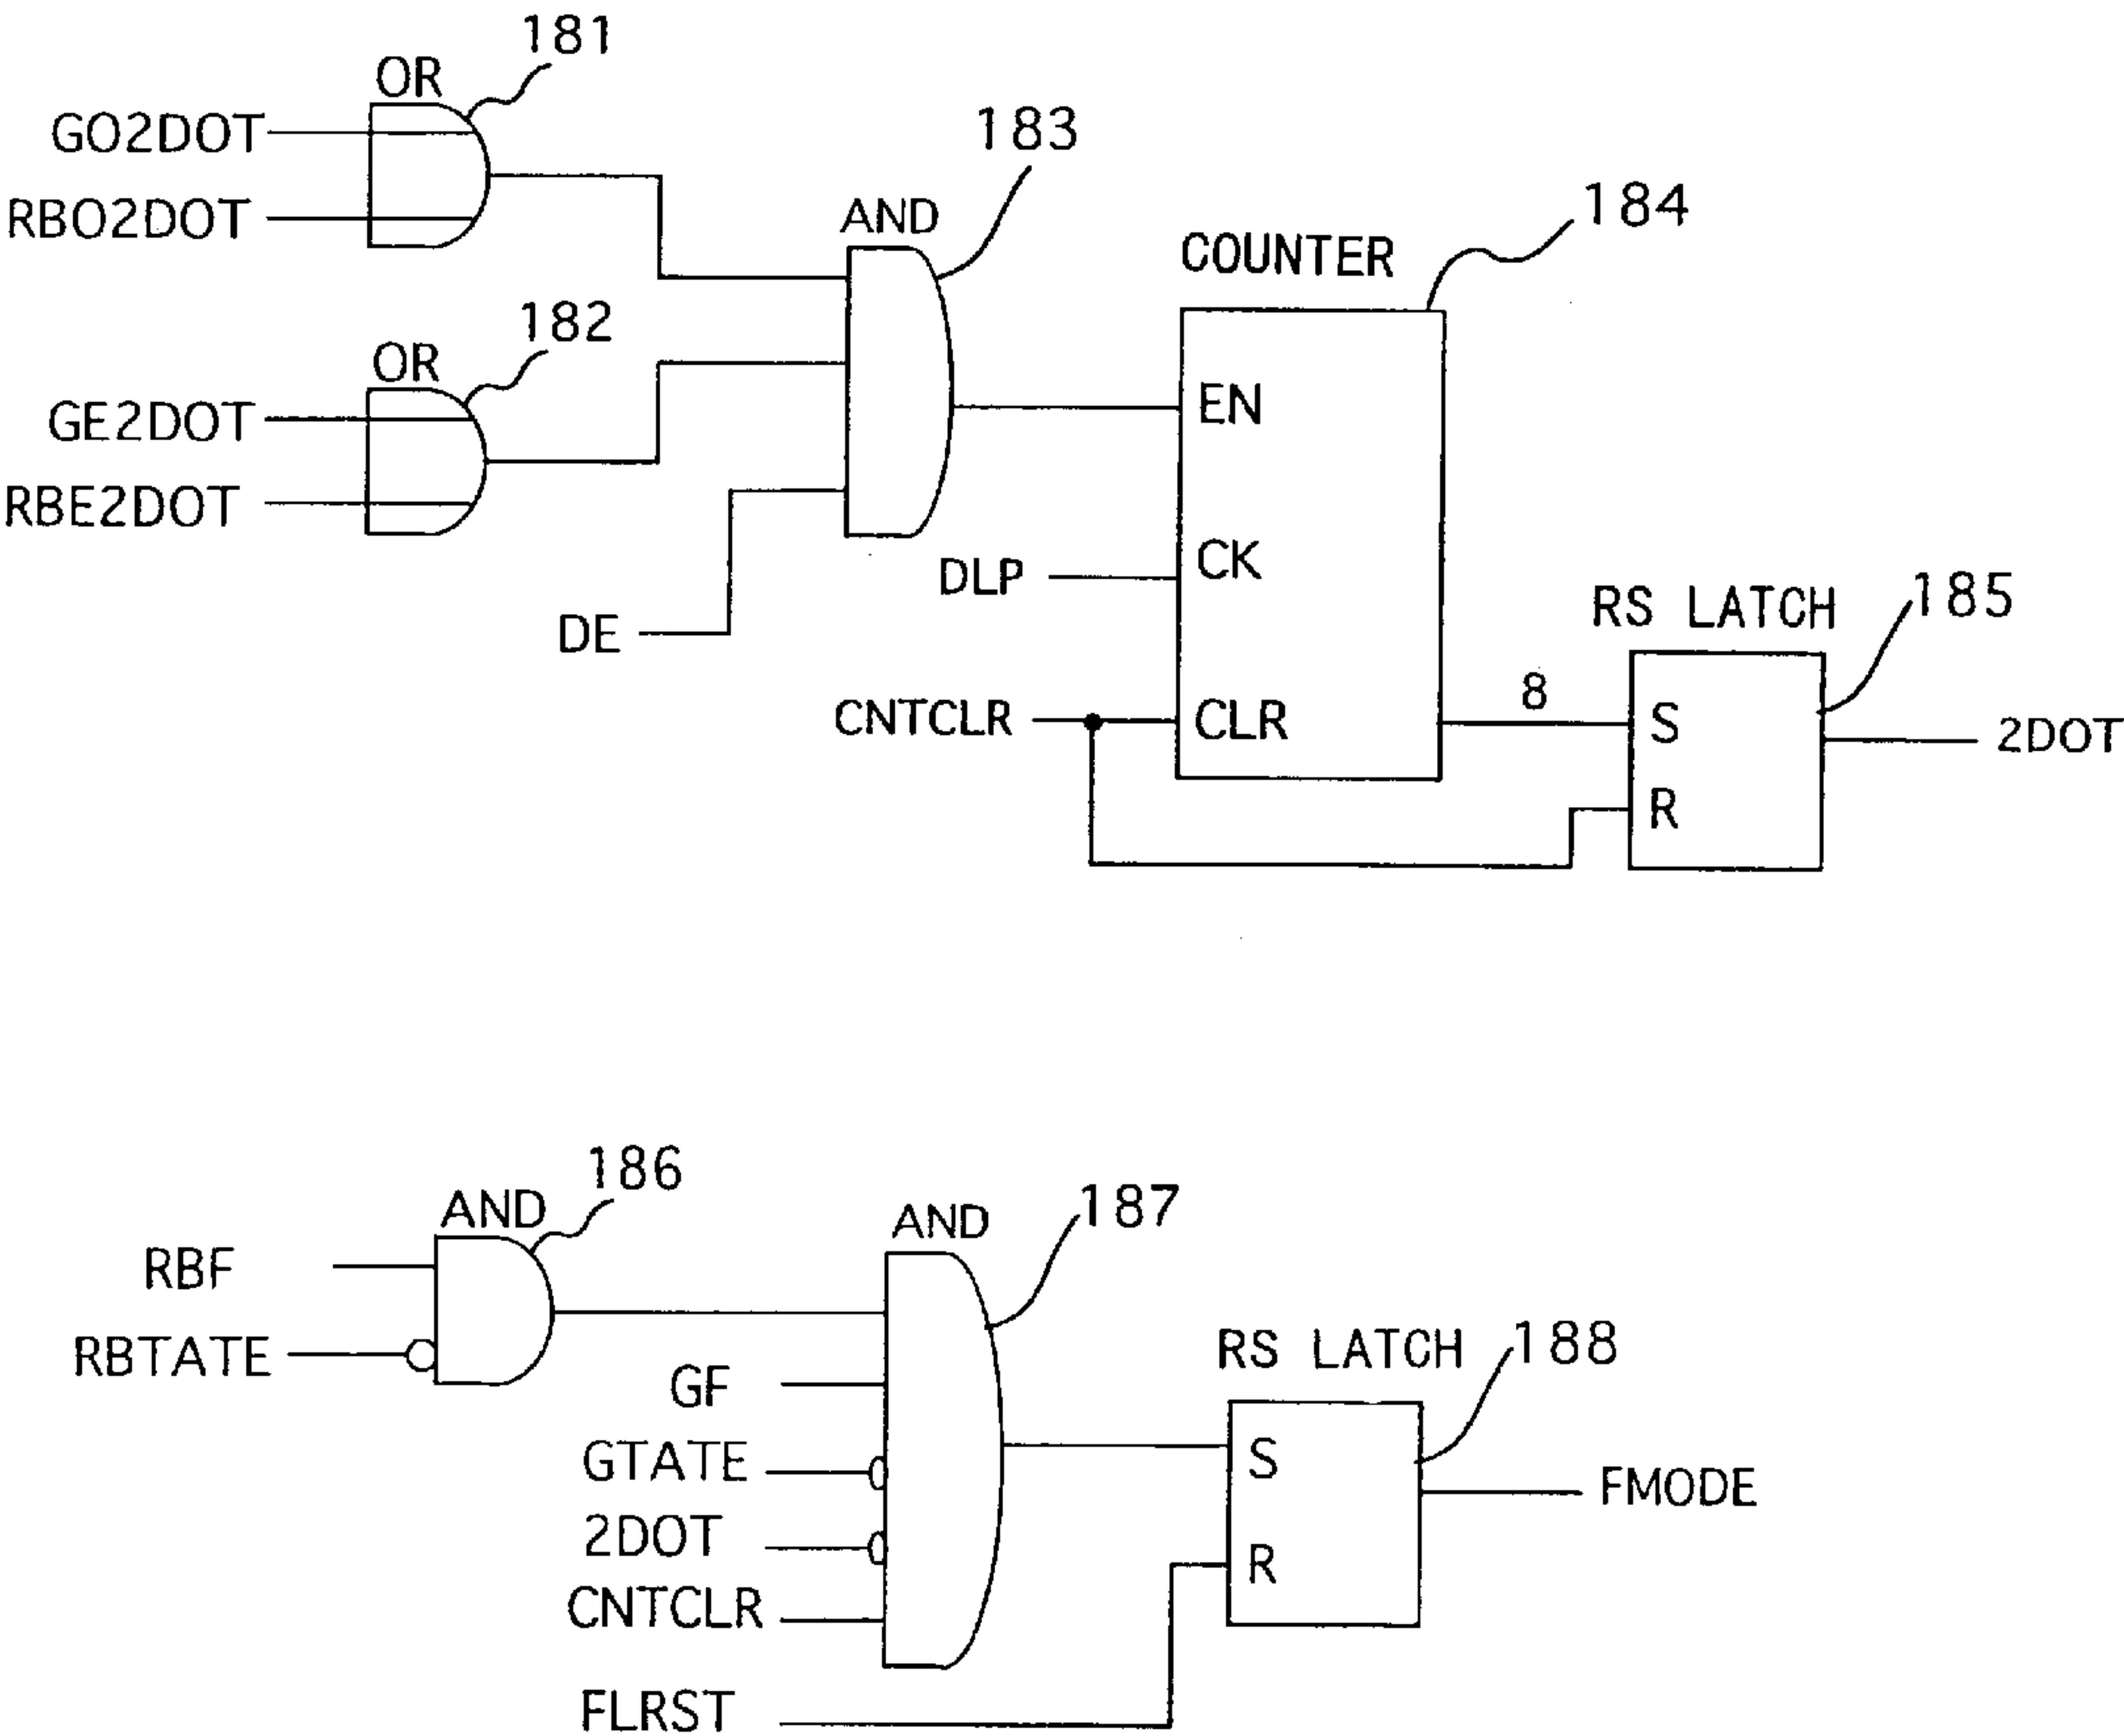 181
OR
GO2DOT
RBO2DOT
183
AND
184
COUNTER
182
OR
GE2DOT
RBE2DOT
EN
DLP
CK
DE
RS LATCH
185
CNTCLR
CLR
8
S
2DOT
R
186
AND
187
AND
RBF
RBTATE
RS LATCH
188
GF
GTATE
S
FMODE
2DOT
R
CNTCLR
FLRST